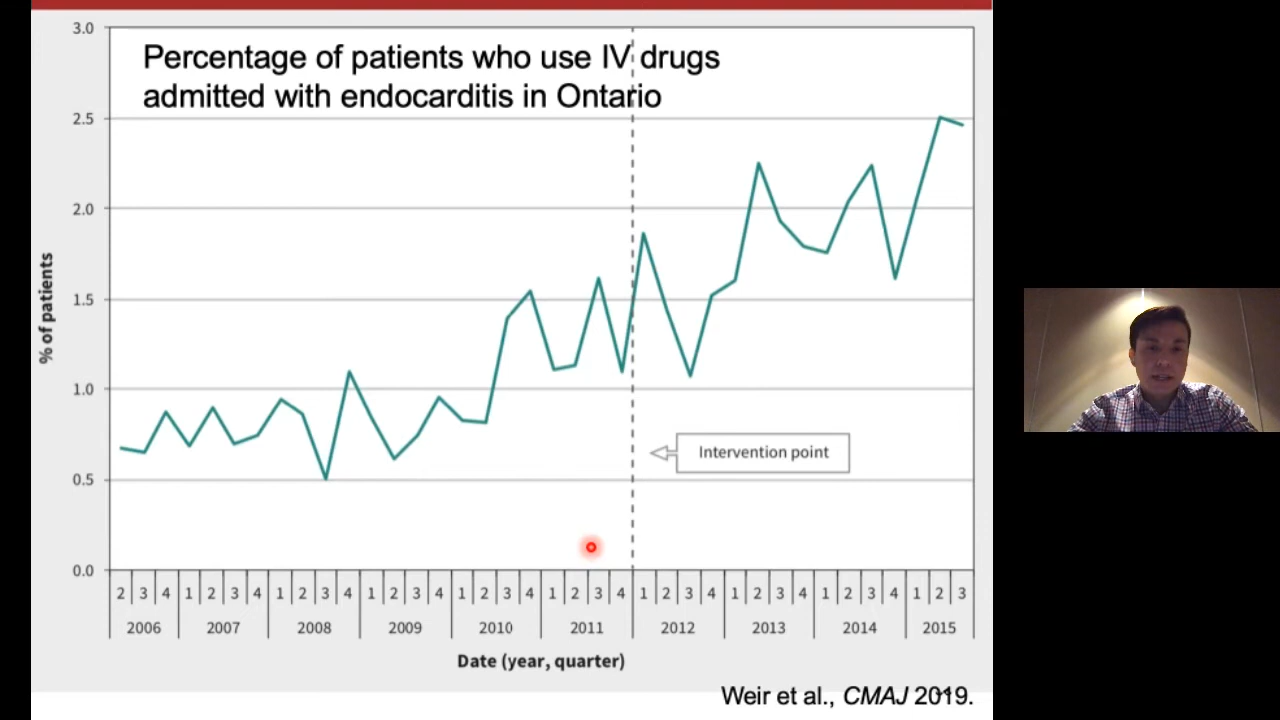 3.0
Percentage of patients who use IV drugs
admitted with endocarditis in Ontario
2.5
2.0
1.5
1.0
0.5
0.0
% of patients
Intervention point
2 3 4 1 2 3 4 1 2 3 4 1 2 3 4 1 2 3 4 1 2 3 4 1 2 3 4 1 2 3 4 1 2 3 4 1 2 3
2006 2007 2008 2009 2010 2011 2012 2013 2014 2015
Date (year, quarter)
Weir et al., CMAJ 2019.